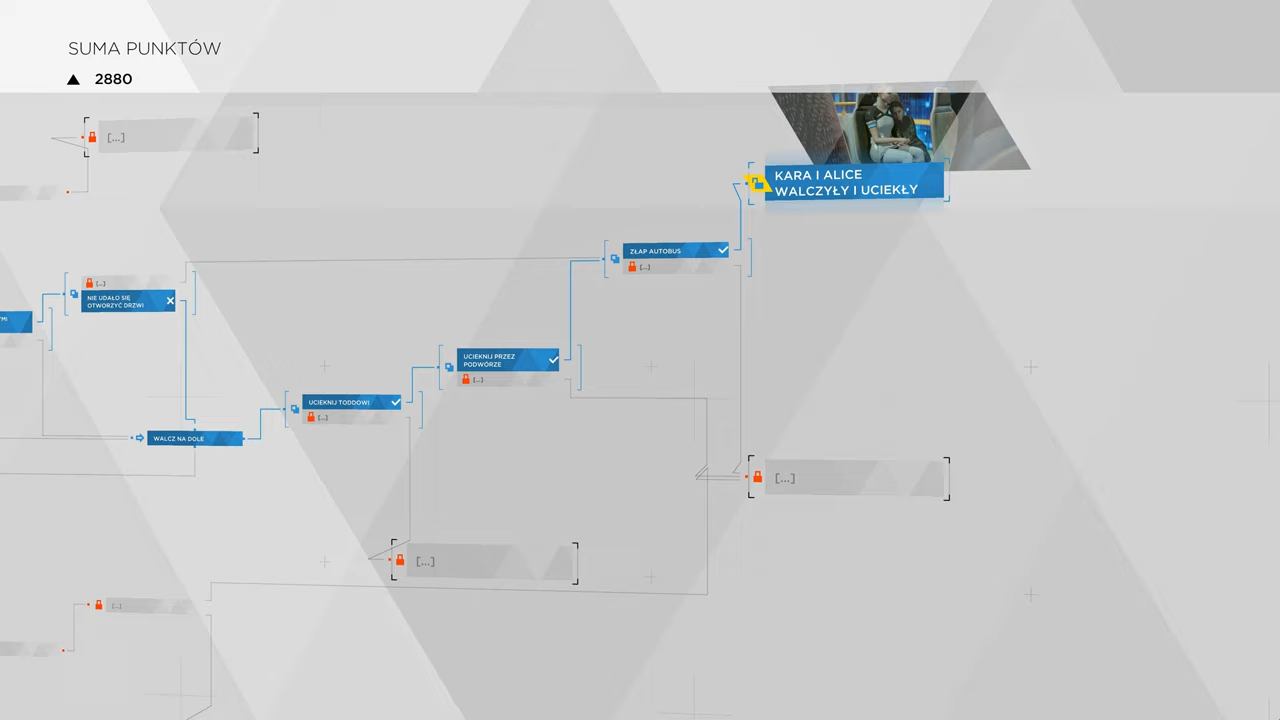 SUMA PUNKTÓW
▲ 2880
[...]
KARA I ALICE
WALCZYŁY I UCIEKŁY
ZŁAP AUTOBUS
[...]
[...]
NIE UDAŁO SIĘ
OTWORZYĆ DRZWI
UCIEKNIJ PRZEZ
PODWÓRZE
[...]
UCIEKNIJ TODDOWI
[...]
WALCZ NA DOLE
[...]
[...]
[...]